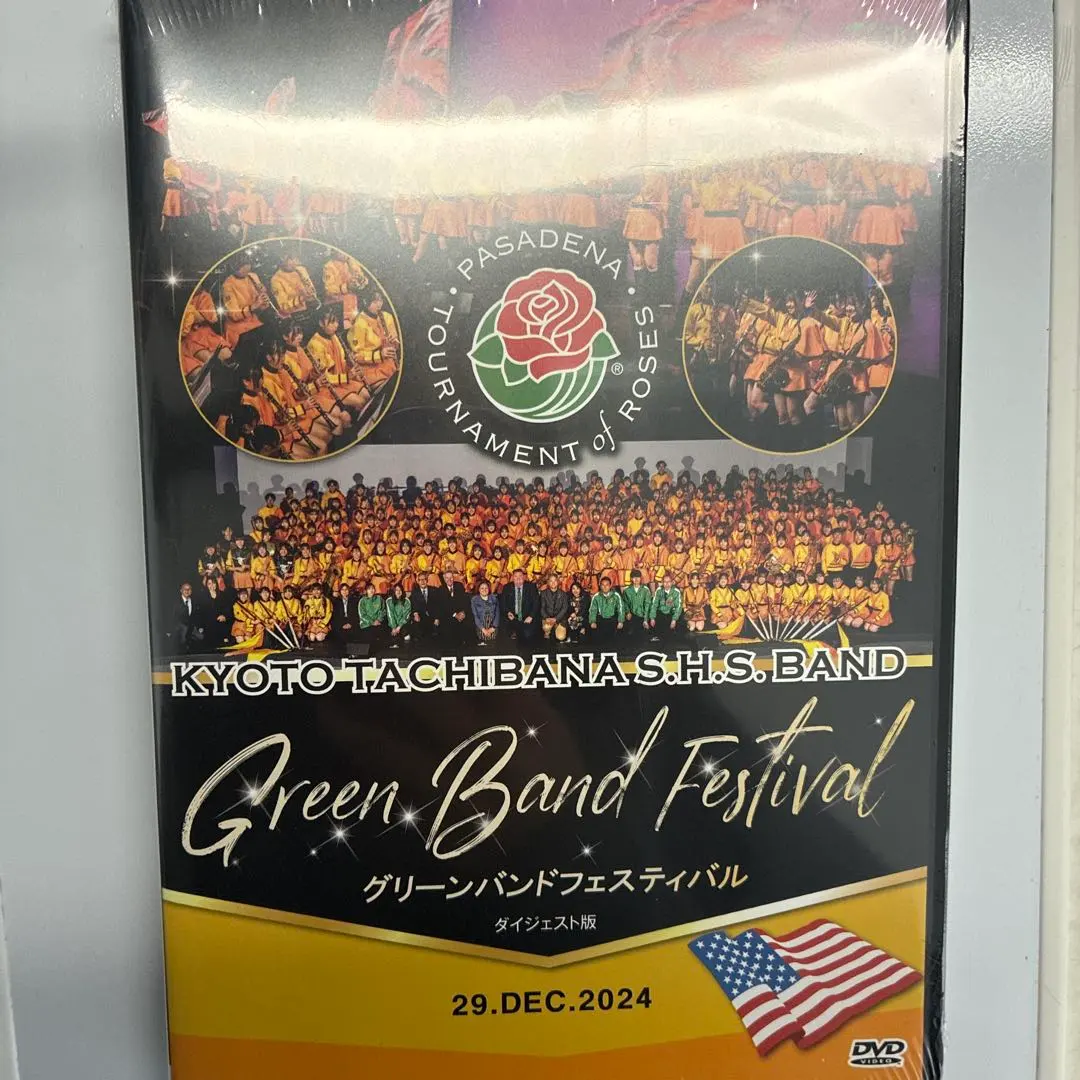 PASADENA
TOURNAMENT of ROSES
®
KYOTO TACHIBANA S.H.S. BAND
Green Band Festival
グリーンバンドフェスティバル
ダイジェスト版
29.DEC.2024
DVD
VIDEO